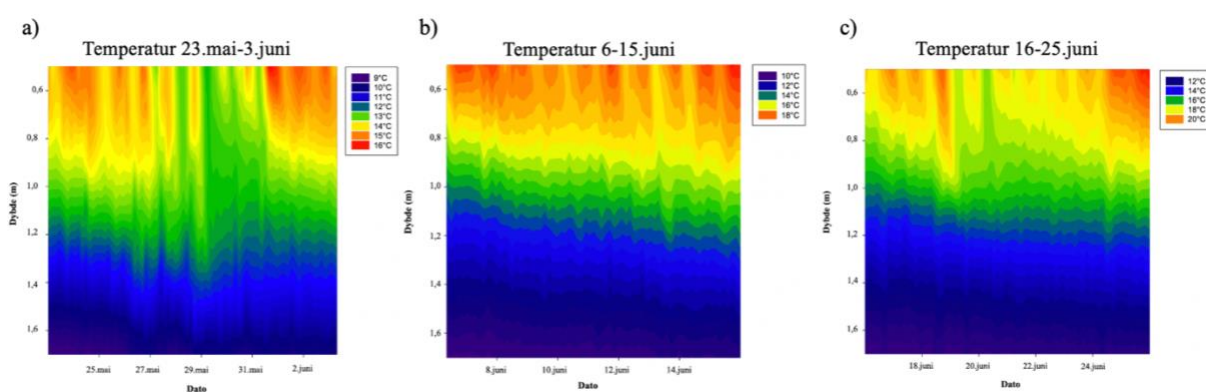 a)
Temperatur 23.mai-3.juni
0,6
0,8
1,0
1,2
1,4
1,6
Dybde (m)
25.mai 27.mai 29.mai 31.mai 2.juni
Dato
9°C
10°C
11°C
12°C
13°C
14°C
15°C
16°C
b)
Temperatur 6-15.juni
0,6
0,8
1,0
1,2
1,4
1,6
Dybde (m)
8.juni 10.juni 12.juni 14.juni
Dato
10°C
12°C
14°C
16°C
18°C
c)
Temperatur 16-25.juni
0,6
0,8
1,0
1,2
1,4
1,6
Dybde (m)
18.juni 20.juni 22.juni 24.juni
Dato
12°C
14°C
16°C
18°C
20°C